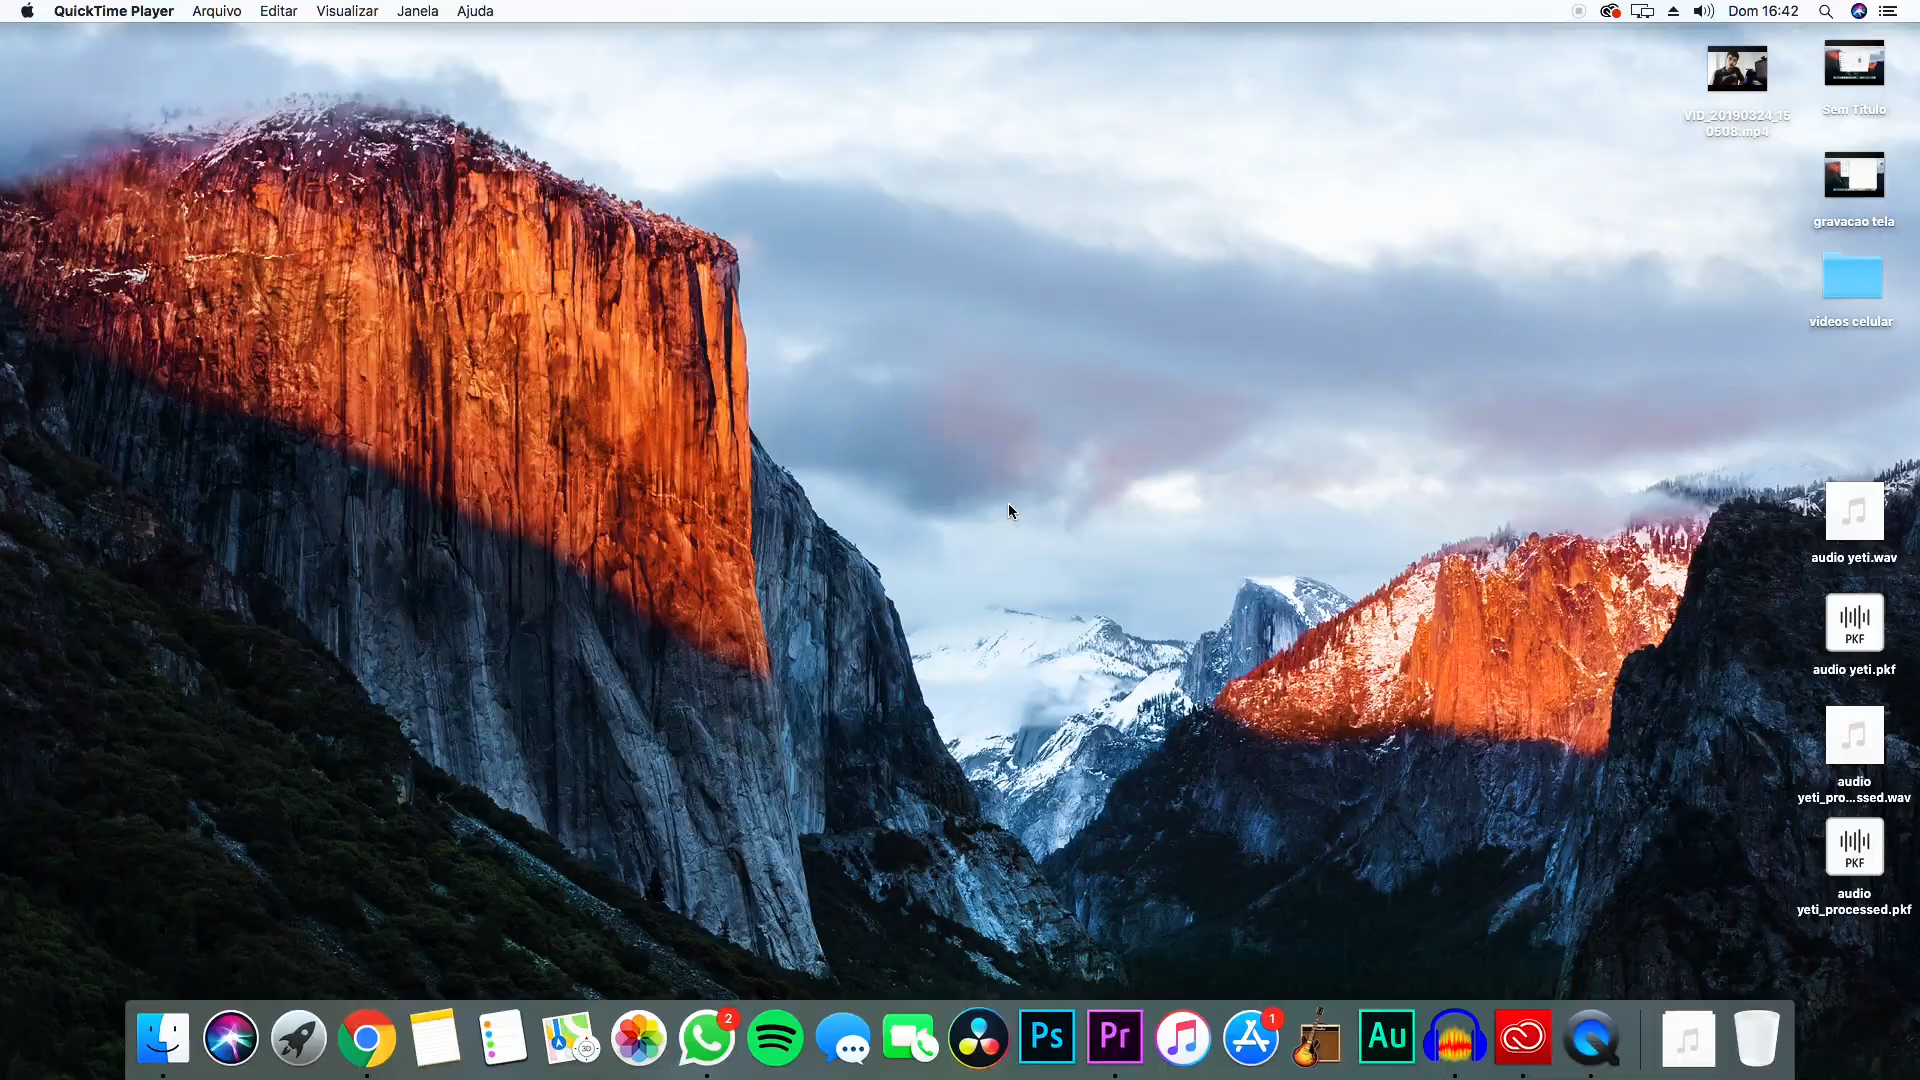 QuickTime Player Arquivo Editar Visualizar Janela Ajuda Dom 16:42
VID_20190324_15
0508.mp4
Sem Título
gravacao tela
videos celular
audio yeti.wav
PKF
audio yeti.pkf
audio
yeti_pro...ssed.wav
PKF
audio
yeti_processed.pkf
30
2
Ps
Pr
1
Au